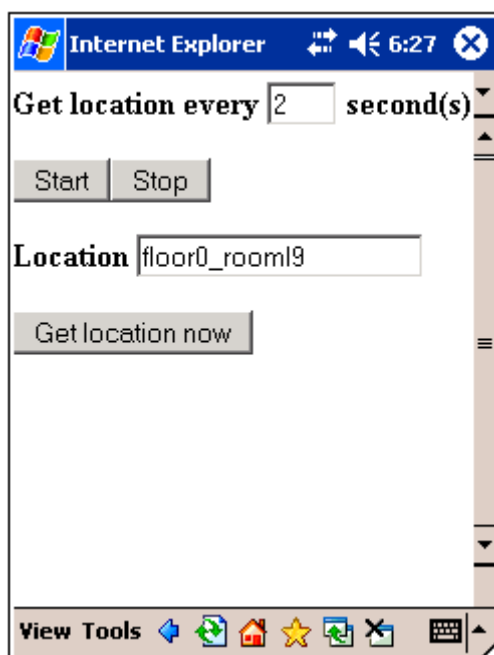 Internet Explorer 6:27
Get location every 2 second(s)
Start Stop
Location floor0_roomI9
Get location now
View Tools